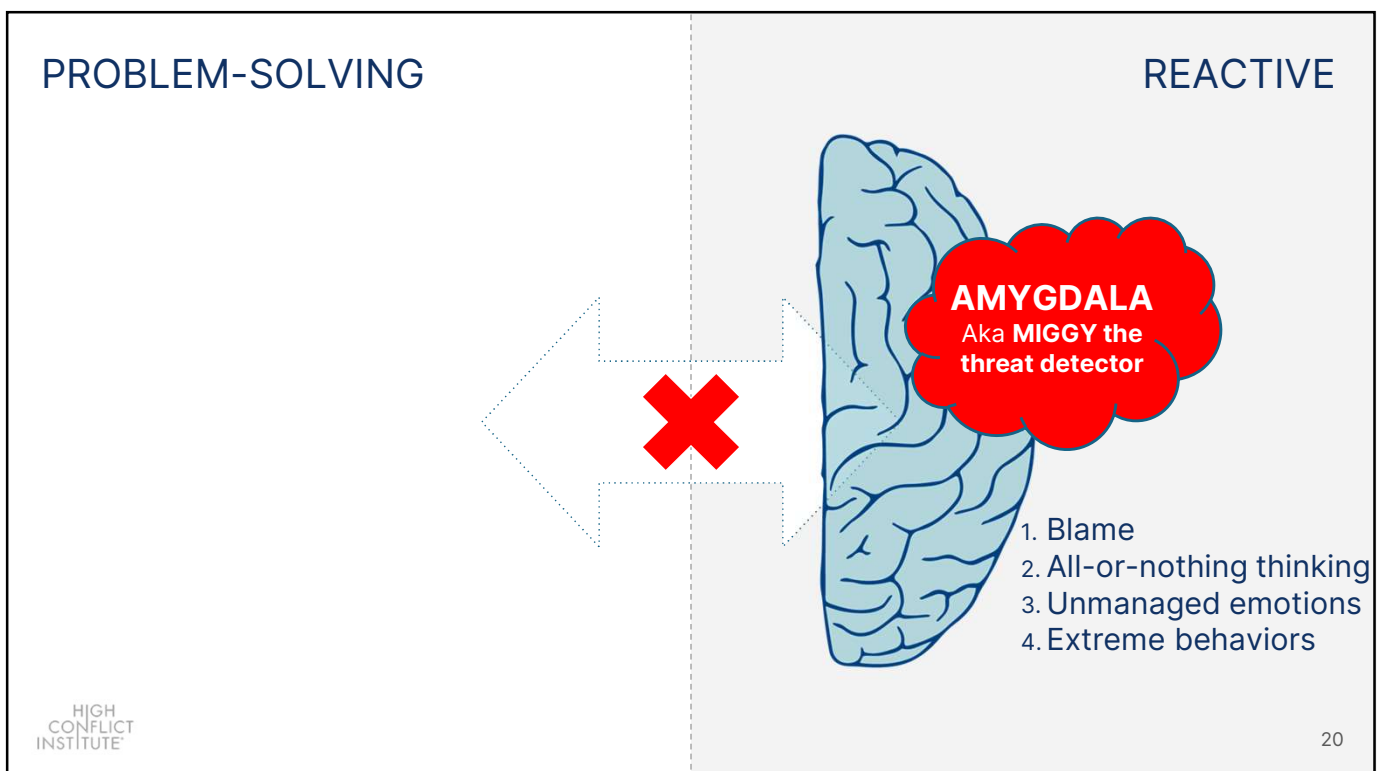 PROBLEM-SOLVING
REACTIVE
AMYGDALA
Aka MIGGY the
threat detector
1. Blame
2. All-or-nothing thinking
3. Unmanaged emotions
4. Extreme behaviors
HIGH
CONFLICT
INSTITUTE®
20